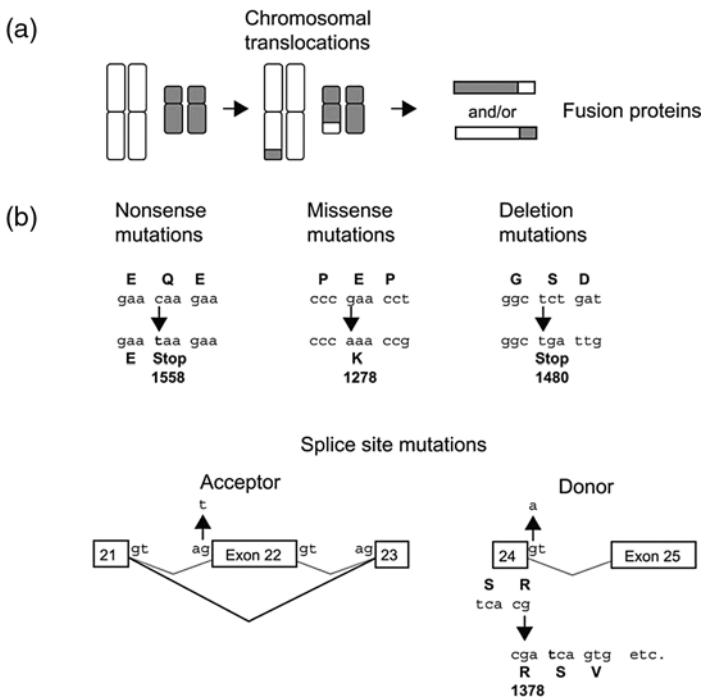 (a)
Chromosomal
translocations
and/or
Fusion proteins
(b)
Nonsense
mutations
E Q E
gaa caa gaa
gaa taa gaa
E Stop
1558
Missense
mutations
P E P
ccc gaa cct
ccc aaa ccg
K
1278
Deletion
mutations
G S D
ggc tct gat
ggc tga ttg
Stop
1480
Splice site mutations
Acceptor
t
21 gt ag Exon 22 gt ag 23
Donor
a
24 gt Exon 25
S R
tca cg
cga tca gtg etc.
R S V
1378